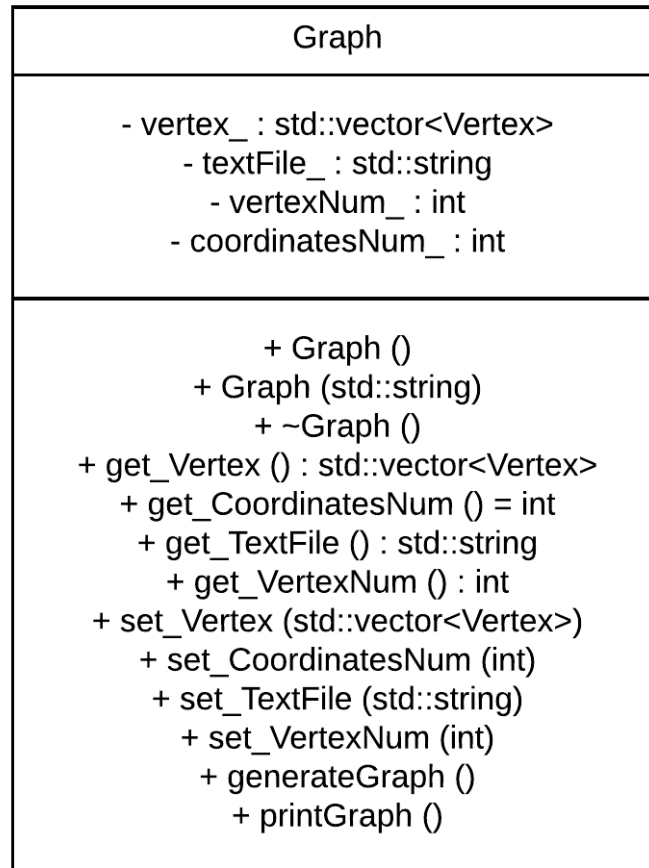 Graph
- vertex_ : std::vector<Vertex>
- textFile_ : std::string
- vertexNum_ : int
- coordinatesNum_ : int
+ Graph ()
+ Graph (std::string)
+ ~Graph ()
+ get_Vertex () : std::vector<Vertex>
+ get_CoordinatesNum () = int
+ get_TextFile () : std::string
+ get_VertexNum () : int
+ set_Vertex (std::vector<Vertex>)
+ set_CoordinatesNum (int)
+ set_TextFile (std::string)
+ set_VertexNum (int)
+ generateGraph ()
+ printGraph ()